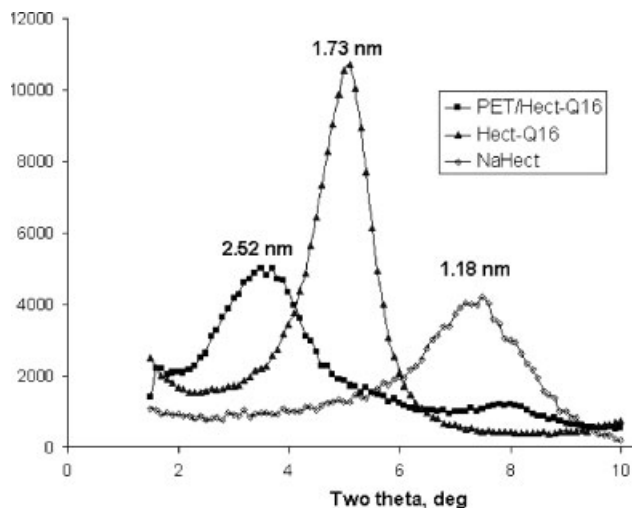 12000
1.73 nm
10000
PET/Hect-Q16
Hect-Q16
NaHect
8000
6000
2.52 nm
1.18 nm
4000
2000
0
0 2 4 6 8 10
Two theta, deg